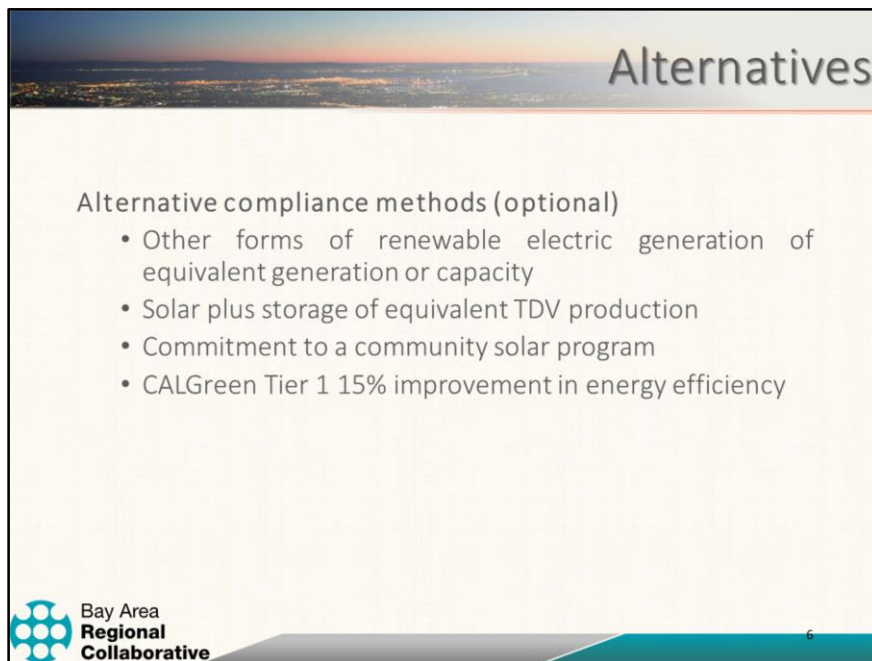 Alternatives
Alternative compliance methods (optional)
• Other forms of renewable electric generation of
equivalent generation or capacity
• Solar plus storage of equivalent TDV production
• Commitment to a community solar program
• CALGreen Tier 1 15% improvement in energy efficiency
Bay Area
Regional
Collaborative
6